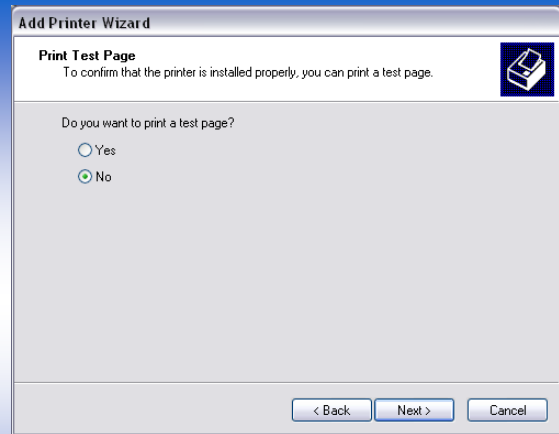 Add Printer Wizard
Print Test Page
To confirm that the printer is installed properly, you can print a test page.
Do you want to print a test page?
Yes
No
< Back Next > Cancel